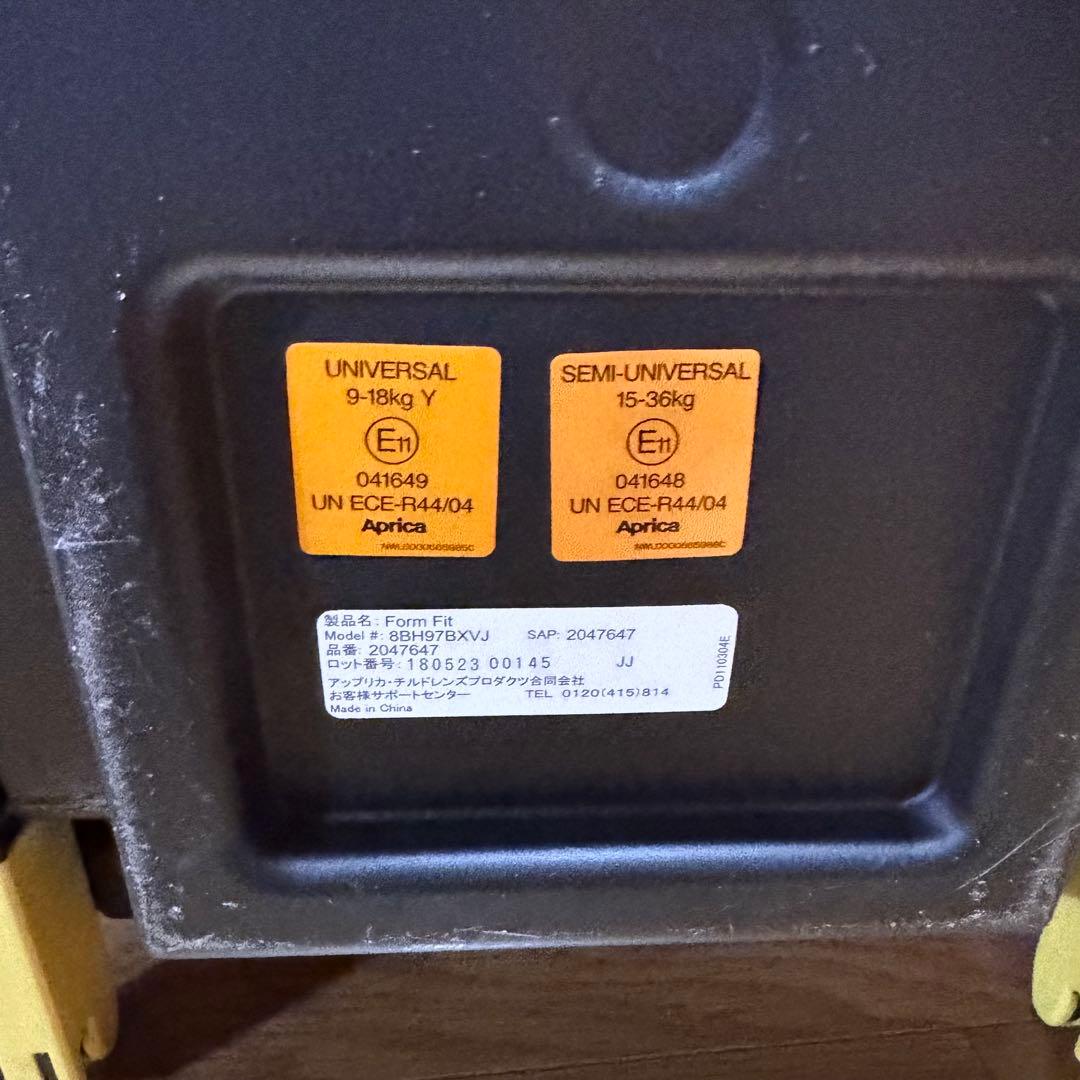 UNIVERSAL
9-18kg Y
E11
041649
UN ECE-R44/04
Aprica
SEMI-UNIVERSAL
15-36kg
E11
041648
UN ECE-R44/04
Aprica
製品名: Form Fit
Model #: 8BH97BXVJ SAP: 2047647
品番: 2047647
ロット番号: 180523 00145 JJ
アップリカ・チルドレンズプロダクツ合同会社
お客様サポートセンター TEL 0120(415)814
Made in China
PD110304E